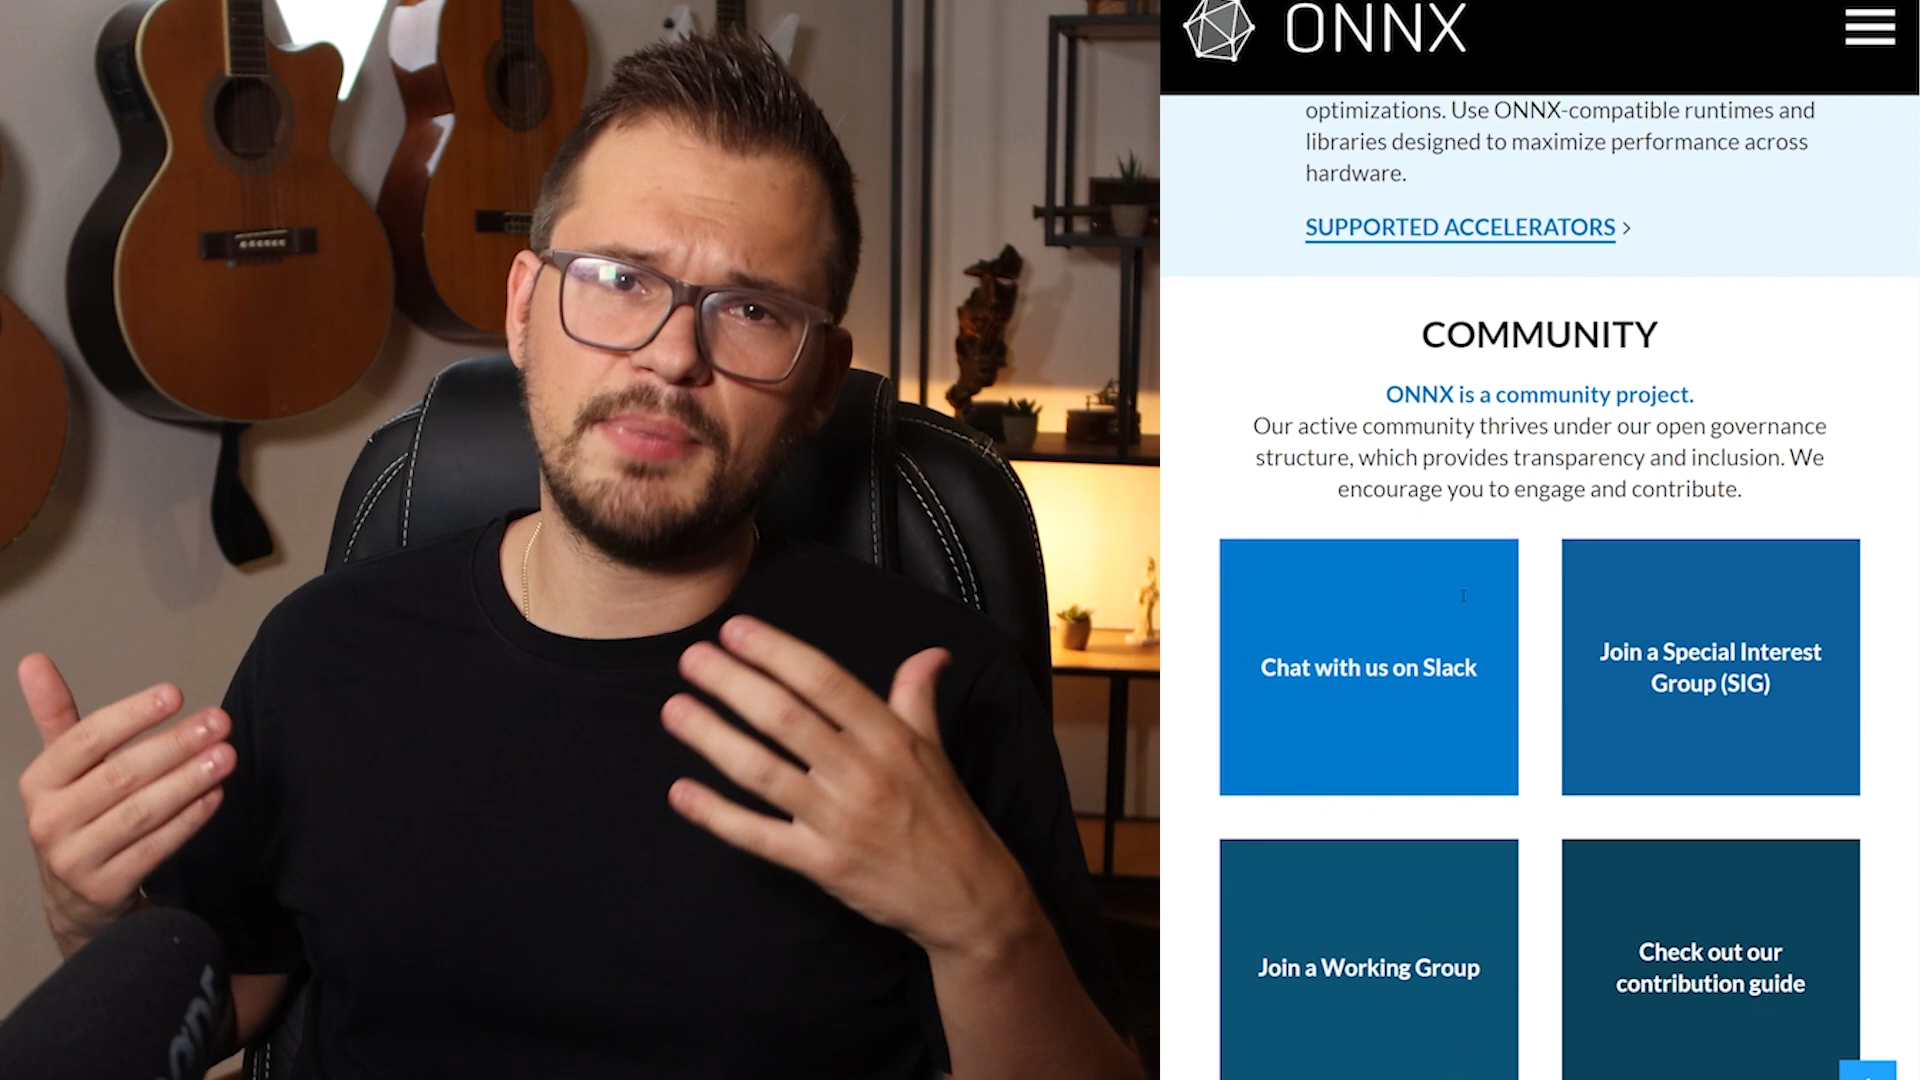 ONNX
optimizations. Use ONNX-compatible runtimes and
libraries designed to maximize performance across
hardware.
SUPPORTED ACCELERATORS >
COMMUNITY
ONNX is a community project.
Our active community thrives under our open governance
structure, which provides transparency and inclusion. We
encourage you to engage and contribute.
Chat with us on Slack
Join a Special Interest
Group (SIG)
Join a Working Group
Check out our
contribution guide